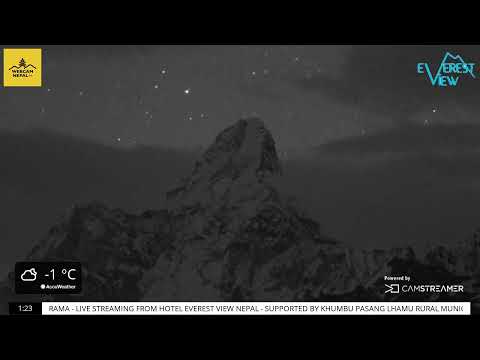 WEBCAM
NEPAL
EVEREST
VIEW
-1 °C
AccuWeather
Powered by
CAMSTREAMER
1:23
RAMA - LIVE STREAMING FROM HOTEL EVEREST VIEW NEPAL - SUPPORTED BY KHUMBU PASANG LHAMU RURAL MUNIC